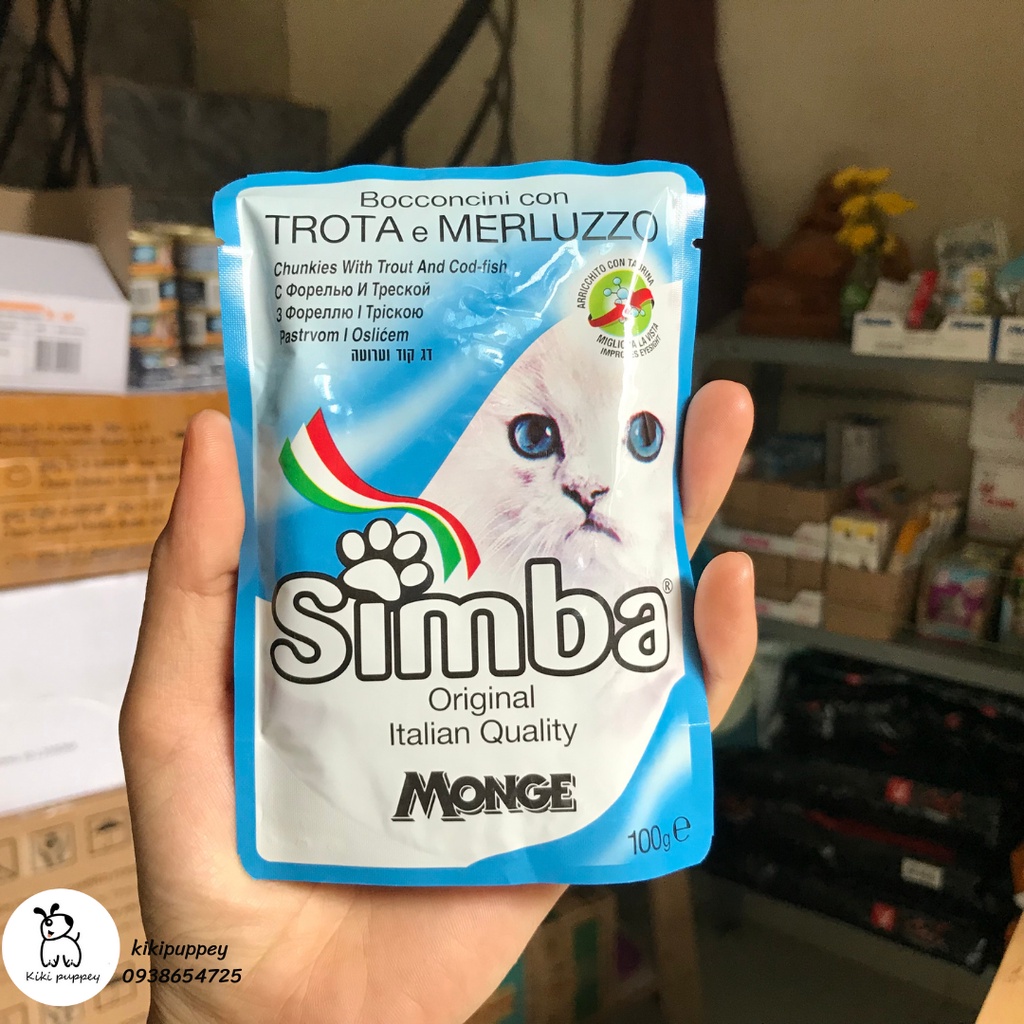 Bocconcini con
TROTA e MERLUZZO
Chunkies With Trout And Cod-fish
С Форелью И Треской
З Фореллю І Тріскою
Pastrvom I Oslićem
דג קוד וטרוטה
ARRICCHITO CON TAURINA
MIGLIORA LA VISTA
IMPROVES EYESIGHT
Simba®
Original
Italian Quality
MONGE
100g e
Kiki puppey
kikipuppey
0938654725